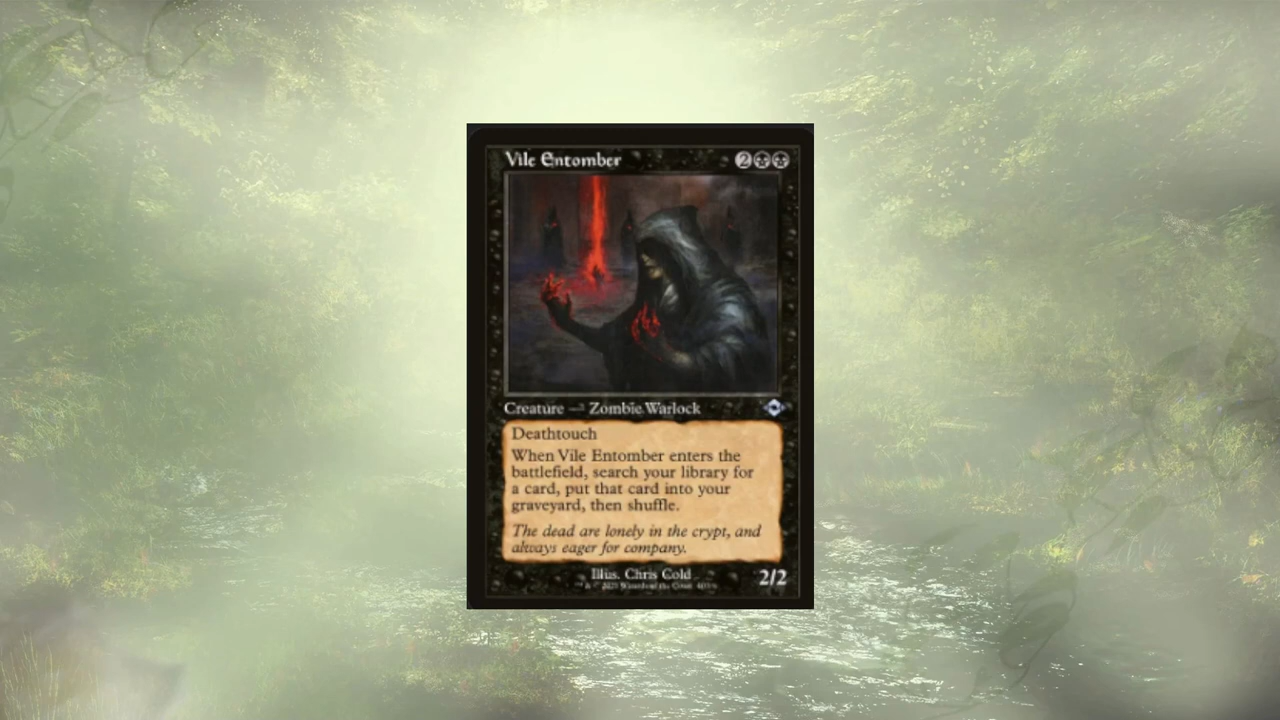 Vile Entomber 2
Creature — Zombie Warlock
Deathtouch
When Vile Entomber enters the
battlefield, search your library for
a card, put that card into your
graveyard, then shuffle.
The dead are lonely in the crypt, and
always eager for company.
Illus. Chris Cold
2/2